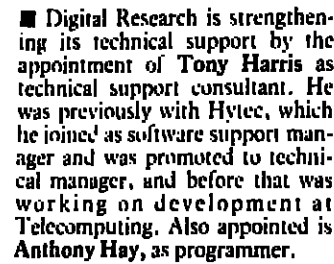 ■ Digital Research is strengthen-
ing its technical support by the
appointment of Tony Harris as
technical support consultant. He
was previously with Hytec, which
he joined as software support man-
ager and was promoted to techni-
cal manager, and before that was
working on development at
Telecomputing. Also appointed is
Anthony Hay, as programmer.